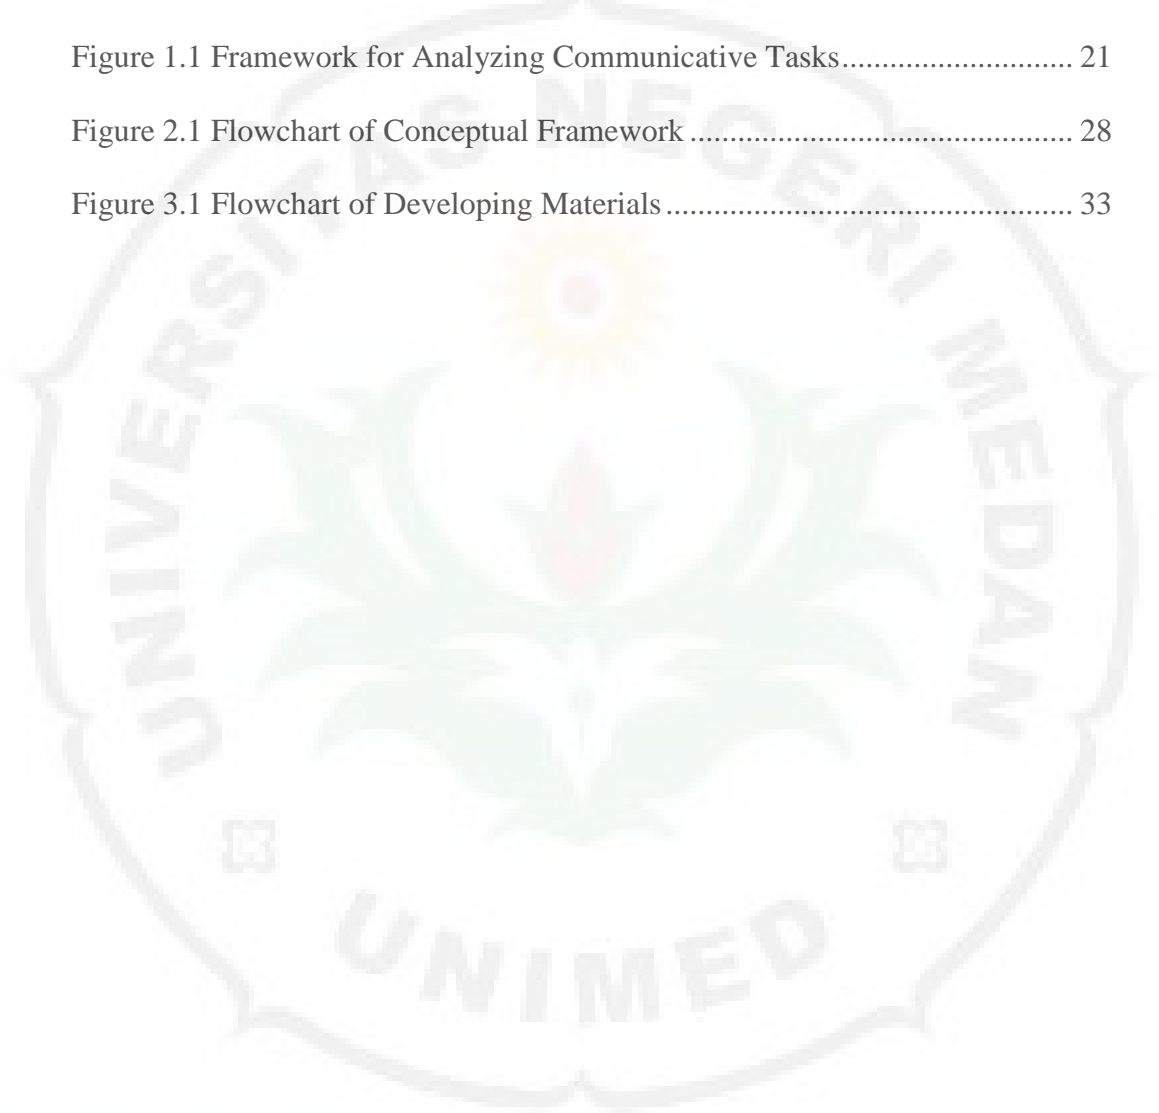 Figure 1.1 Framework for Analyzing Communicative Tasks............................. 21
Figure 2.1 Flowchart of Conceptual Framework ................................................ 28
Figure 3.1 Flowchart of Developing Materials ................................................... 33
UNIVERSITAS NEGERI MEDAN
UNIMED